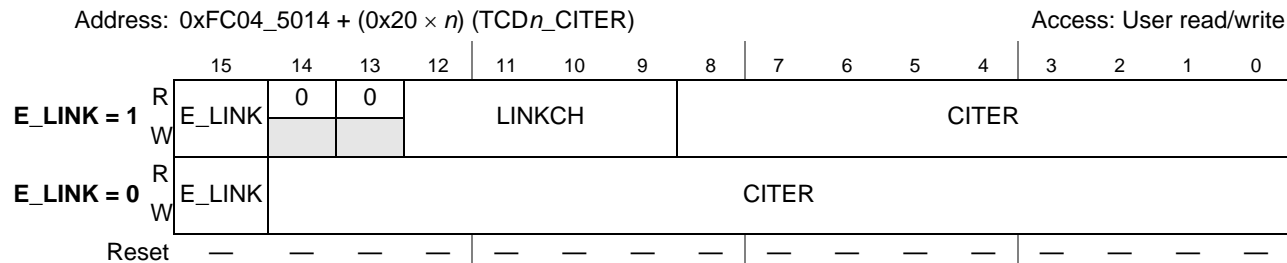 Address: 0xFC04_5014 + (0x20 × n) (TCDn_CITER) Access: User read/write
15 14 13 12 11 10 9 8 7 6 5 4 3 2 1 0
E_LINK = 1 R W E_LINK 0 0 LINKCH CITER
E_LINK = 0 R W E_LINK CITER
Reset — — — — — — — — — — — — — — — —